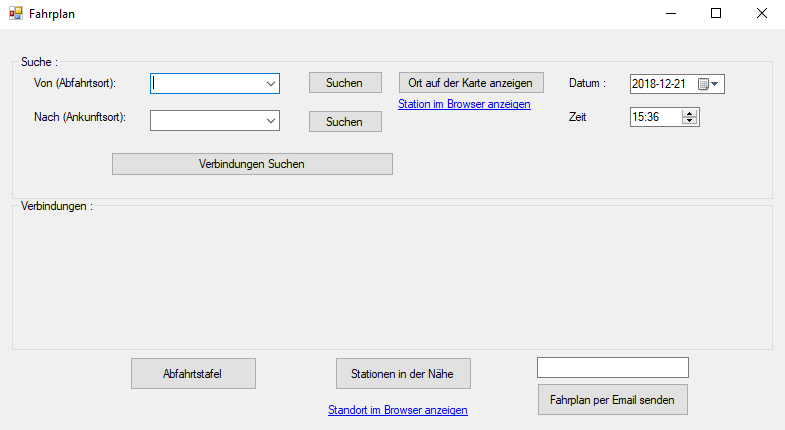 Fahrplan
Suche :
Von (Abfahrtsort):
Suchen
Ort auf der Karte anzeigen
Datum :
2018-12-21
Station im Browser anzeigen
Nach (Ankunftsort):
Suchen
Zeit
15:36
Verbindungen Suchen
Verbindungen :
Abfahrtstafel
Stationen in der Nähe
Standort im Browser anzeigen
Fahrplan per Email senden